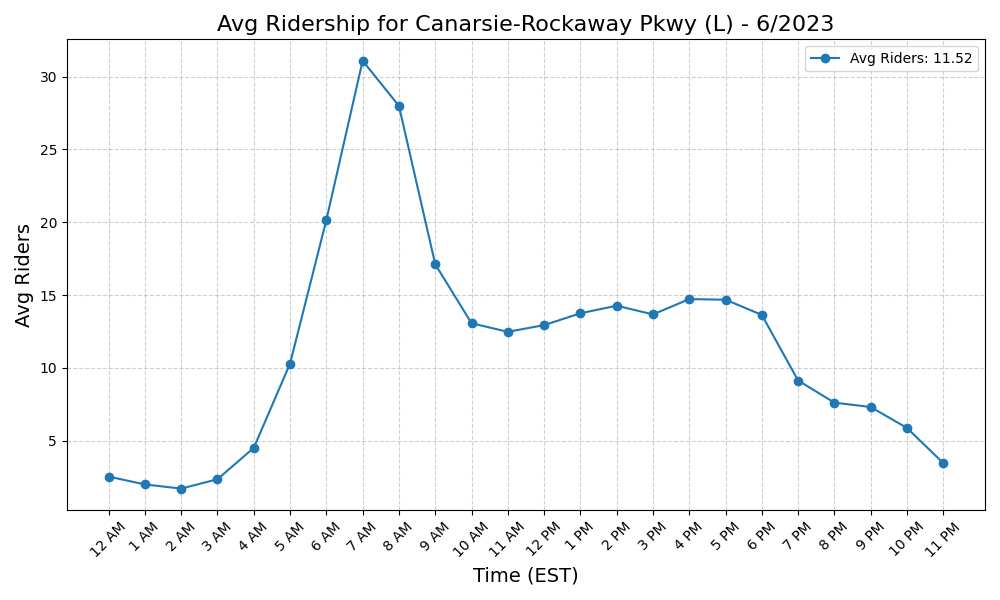 Avg Ridership for Canarsie-Rockaway Pkwy (L) - 6/2023
Avg Riders: 11.52
Avg Riders
30
25
20
15
10
5
12 AM
1 AM
2 AM
3 AM
4 AM
5 AM
6 AM
7 AM
8 AM
9 AM
10 AM
11 AM
12 PM
1 PM
2 PM
3 PM
4 PM
5 PM
6 PM
7 PM
8 PM
9 PM
10 PM
11 PM
Time (EST)